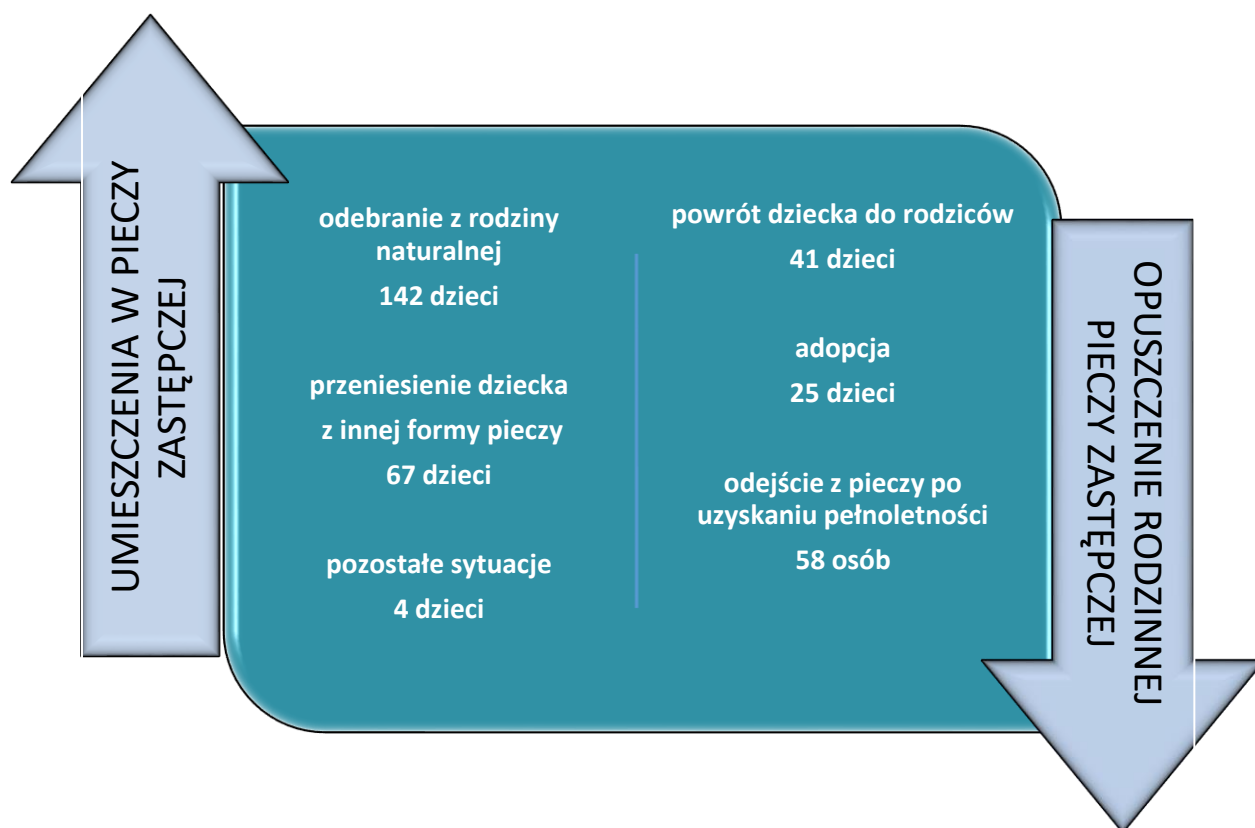 UMIESZCZENIA W PIECZY
ZASTĘPCZEJ
odebranie z rodziny
naturalnej
142 dzieci
przeniesienie dziecka
z innej formy pieczy
67 dzieci
pozostałe sytuacje
4 dzieci
powrót dziecka do rodziców
41 dzieci
adopcja
25 dzieci
odejście z pieczy po
uzyskaniu pełnoletności
58 osób
OPUSZCZENIE RODZINNEJ
PIECZY ZASTĘPCZEJ